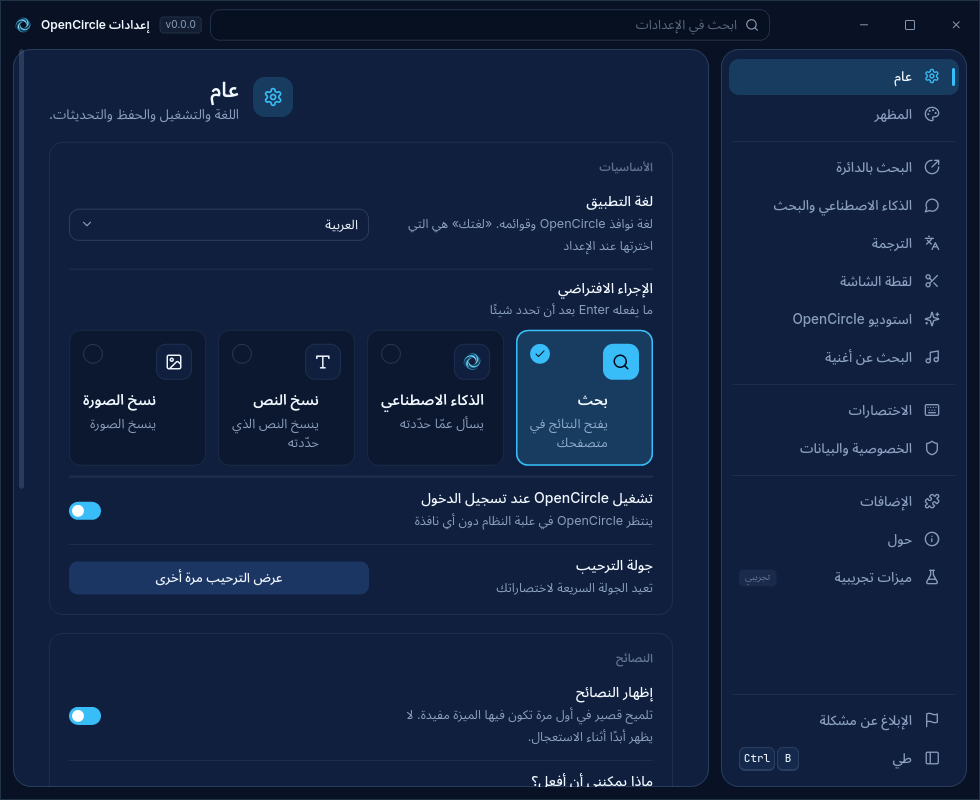 إعدادات OpenCircle
v0.0.0
ابحث في الإعدادات
عام
المظهر
البحث بالدائرة
الذكاء الاصطناعي والبحث
الترجمة
لقطة الشاشة
استوديو OpenCircle
البحث عن أغنية
الاختصارات
الخصوصية والبيانات
الإضافات
حول
ميزات تجريبية
تجريبي
الإبلاغ عن مشكلة
طي
Ctrl B
عام
اللغة والتشغيل والحفظ والتحديثات.
الأساسيات
لغة التطبيق
لغة نوافذ OpenCircle وقوائمه. «لغتك» هي التي
اخترتها عند الإعداد
العربية
الإجراء الافتراضي
ما يفعله Enter بعد أن تحدد شيئًا
بحث
يفتح النتائج في
متصفحك
الذكاء الاصطناعي
يسأل عمّا حدّدته
نسخ النص
ينسخ النص الذي
حدّدته
نسخ الصورة
ينسخ الصورة
تشغيل OpenCircle عند تسجيل الدخول
ينتظر OpenCircle في علبة النظام دون أي نافذة
جولة الترحيب
تعيد الجولة السريعة لاختصاراتك
عرض الترحيب مرة أخرى
النصائح
إظهار النصائح
تلميح قصير في أول مرة تكون فيها الميزة مفيدة. لا
يظهر أبدًا أثناء الاستعجال.
ماذا يمكنني أن أفعل؟